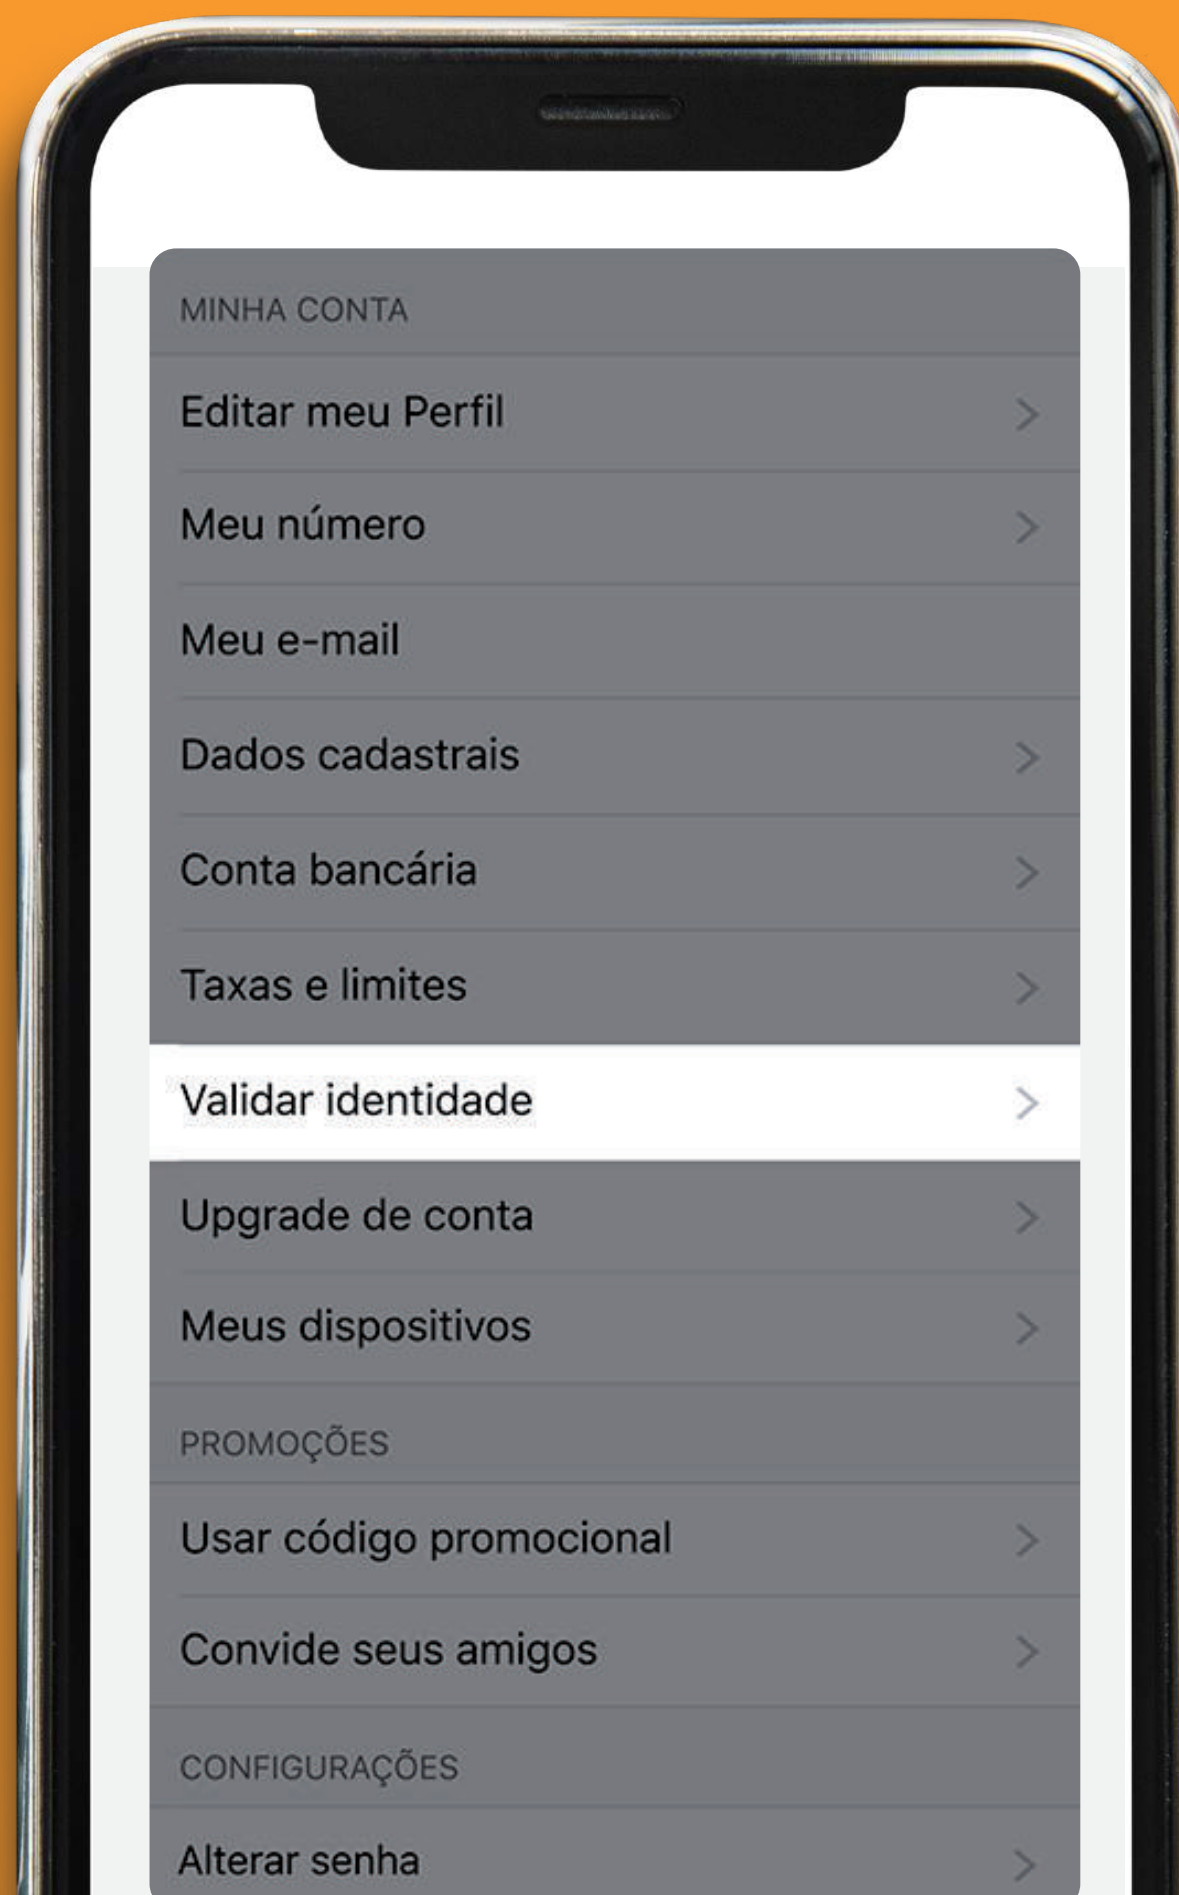 MINHA CONTA
Editar meu Perfil
Meu número
Meu e-mail
Dados cadastrais
Conta bancária
Taxas e limites
Validar identidade
Upgrade de conta
Meus dispositivos
PROMOÇÕES
Usar código promocional
Convide seus amigos
CONFIGURAÇÕES
Alterar senha